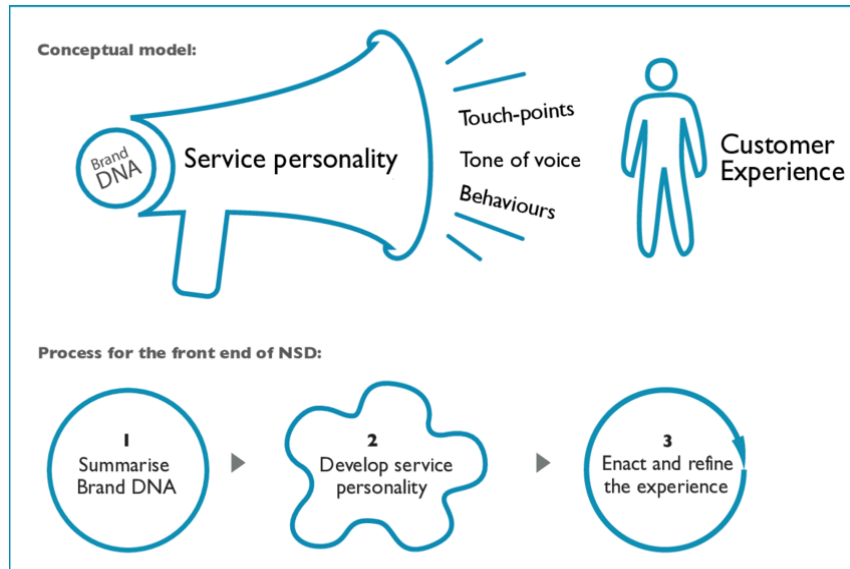 Conceptual model:
Brand
DNA
Service personality
Touch-points
Tone of voice
Behaviours
Customer
Experience
Process for the front end of NSD:
1
Summarise
Brand DNA
2
Develop service
personality
3
Enact and refine
the experience